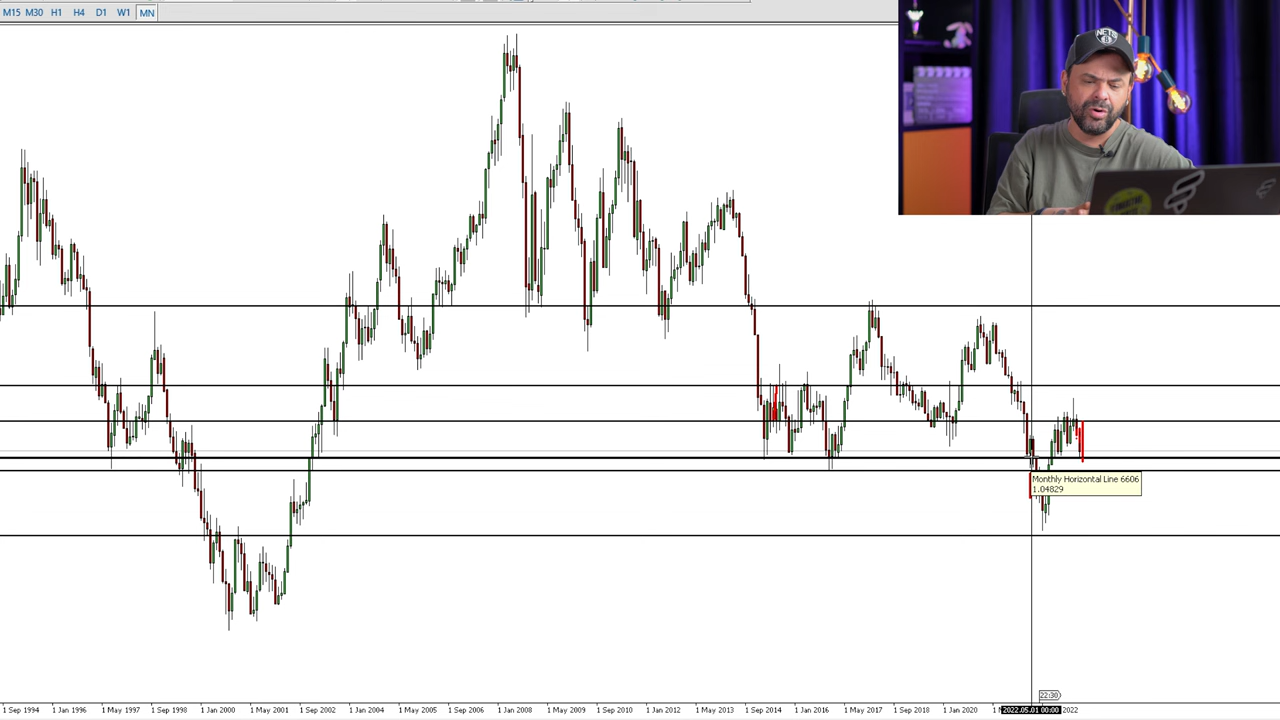 M15 M30 H1 H4 D1 W1 MN
NETS
B
Monthly Horizontal Line 6606
1.04829
22:30
1 Sep 1994 1 Jan 1996 1 May 1997 1 Sep 1998 1 Jan 2000 1 May 2001 1 Sep 2002 1 Jan 2004 1 May 2005 1 Sep 2006 1 Jan 2008 1 May 2009 1 Sep 2010 1 Jan 2012 1 May 2013 1 Sep 2014 1 Jan 2016 1 May 2017 1 Sep 2018 1 Jan 2020 2022.05.01 00:00 2022